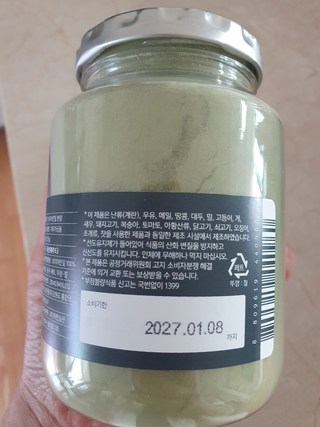 * 이 제품은 난류(계란), 우유, 메밀, 땅콩, 대두, 밀, 고등어, 게,
새우, 돼지고기, 복숭아, 토마토, 아황산류, 닭고기, 쇠고기, 오징어,
조개류, 잣을 사용한 제품과 동일한 제조 시설에서 제조하였습니다.
* 선도유지제가 들어있어 식품의 산화 변질을 방지하고
신선도를 유지시킵니다. 인체에 무해하나 먹지 마십시오
* 본 제품은 공정거래위원회 고시 소비자분쟁 해결
기준에 의거 교환 또는 보상받을 수 있습니다.
* 부정불량식품 신고는 국번없이 1399
페트
뚜껑 : 철
소비기한
2027.01.08
까지